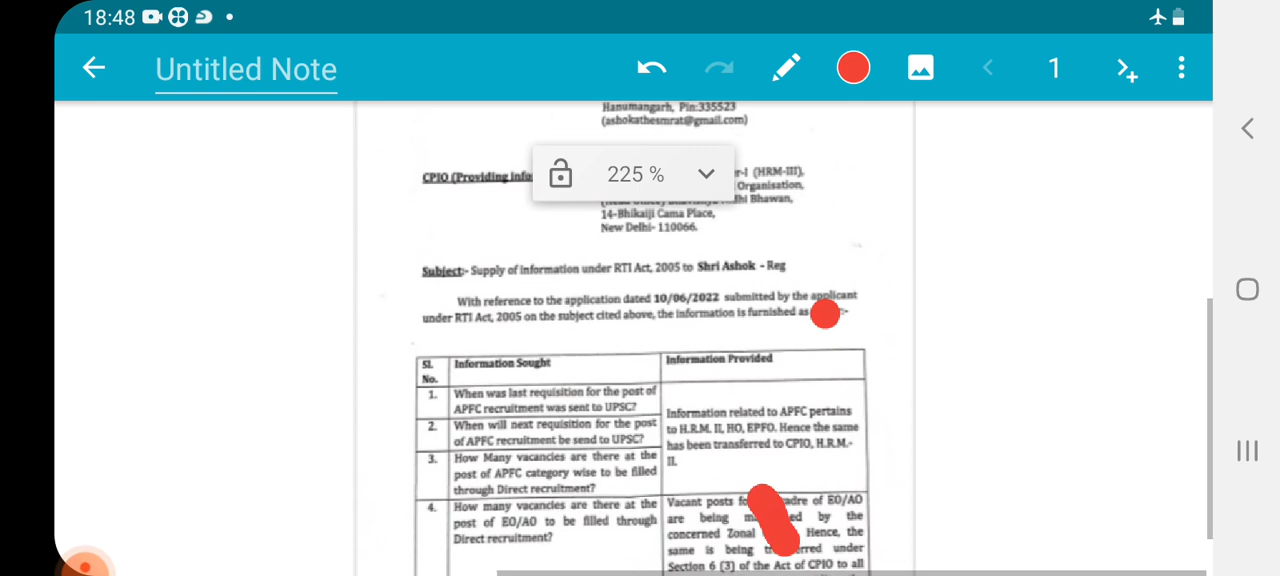 18:48
Untitled Note
1
Hanumangarh, Pin:335523
(ashokathesmrat@gmail.com)
225 %
CPIO (Providing info
r-I (HRM-III),
Organisation,
Bhawan,
14-Bhikaiji Cama Place,
New Delhi- 110066.
Subject:- Supply of information under RTI Act, 2005 to Shri Ashok - Reg
With reference to the application dated 10/06/2022 submitted by the applicant
under RTI Act, 2005 on the subject cited above, the information is furnished as :-
Sl. No.
Information Sought
Information Provided
1.
When was last requisition for the post of
APFC recruitment was sent to UPSC?
2.
When will next requisition for the post
of APFC recruitment be send to UPSC?
3.
How Many vacancies are there at the
post of APFC category wise to be filled
through Direct recruitment?
Information related to APFC pertains
to H.R.M. II, HO, EPFO. Hence the same
has been transferred to CPIO, H.R.M.-
II.
4.
How many vacancies are there at the
post of EO/AO to be filled through
Direct recruitment?
Vacant posts of EO/AO
are being by the
concerned Zonal Hence, the
same is being under
Section 6 (3) of the Act of CPIO to all